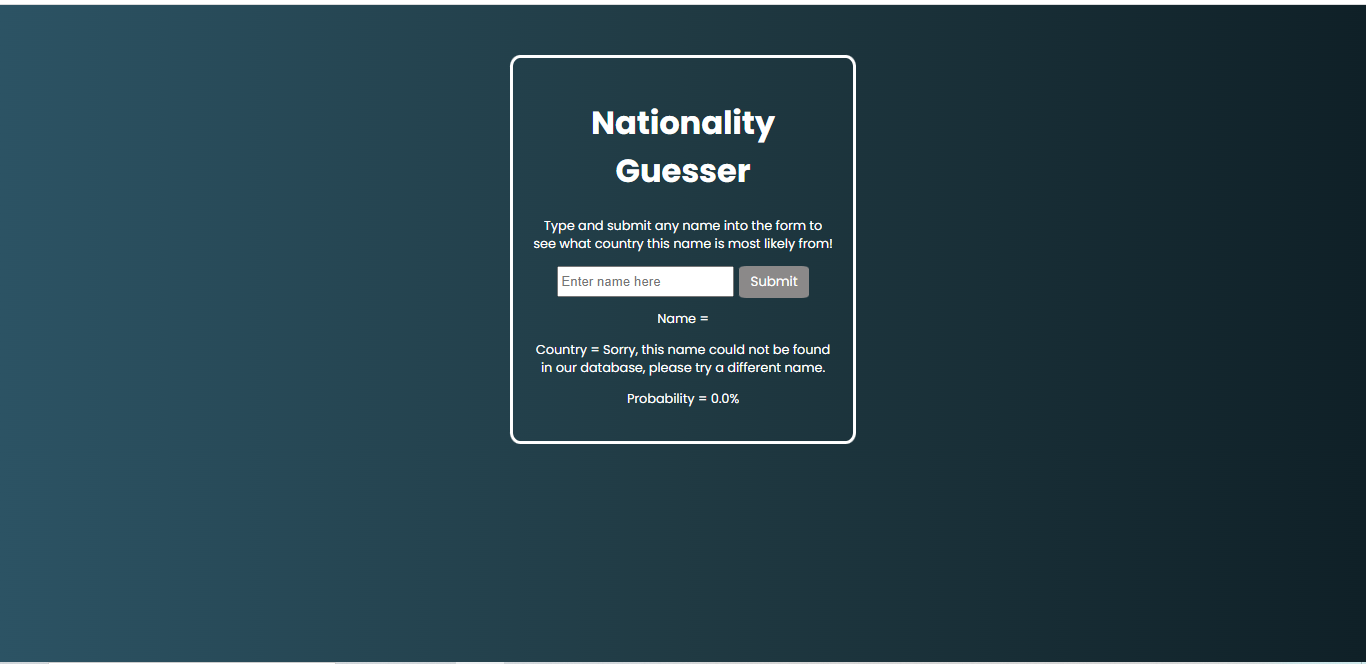 Nationality
Guesser
Type and submit any name into the form to
see what country this name is most likely from!
Enter name here Submit
Name =
Country = Sorry, this name could not be found
in our database, please try a different name.
Probability = 0.0%